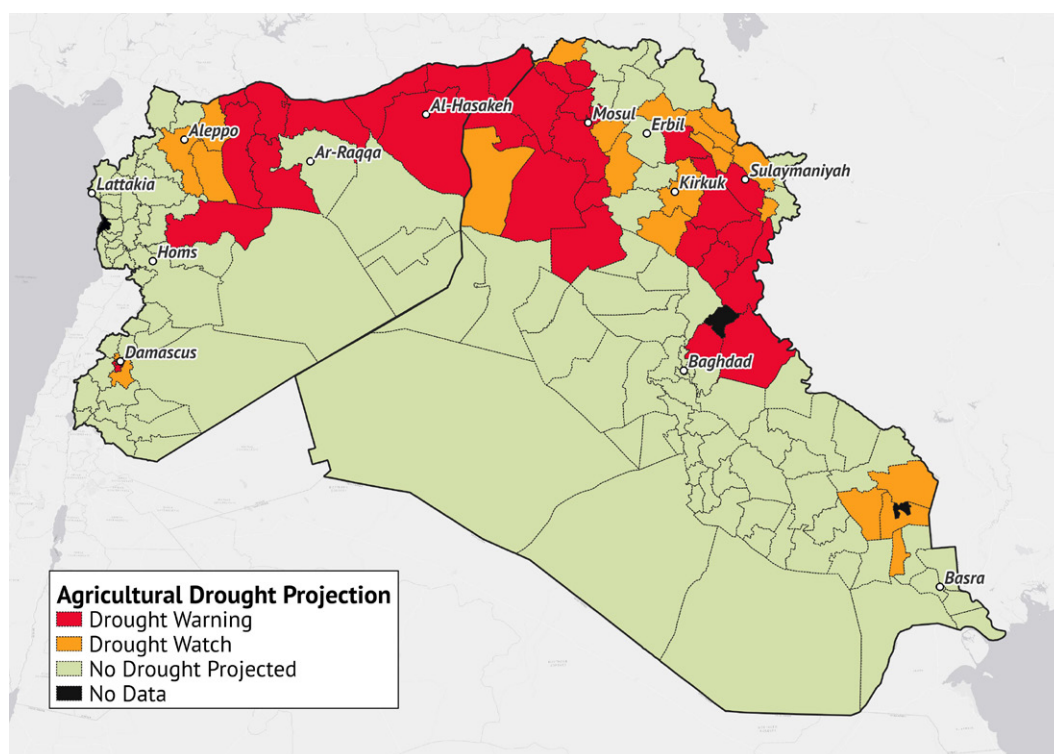 Al-Hasakeh
Mosul
Aleppo
Erbil
Ar-Raqqa
Sulaymaniyah
Lattakia
Kirkuk
Homs
Damascus
Baghdad
Basra
Agricultural Drought Projection
Drought Warning
Drought Watch
No Drought Projected
No Data